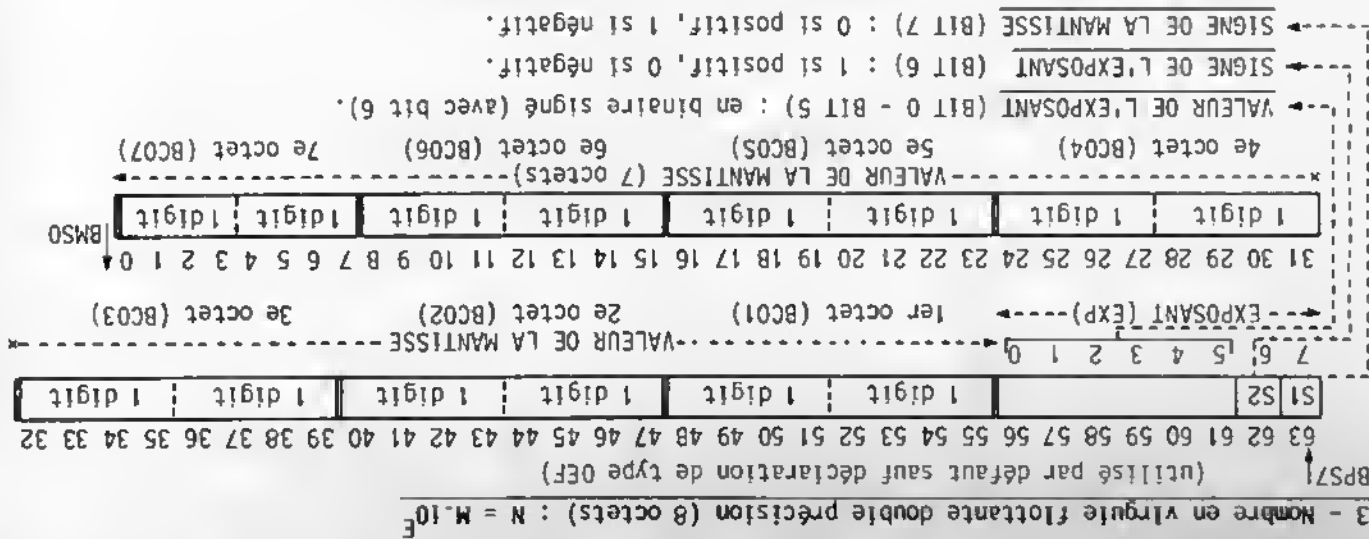 3 - Nombre en virgule flottante double précision (8 octets) : N = M.10E
(utilisé par défaut sauf déclaration de type DEF)
BPS7
63 62 61 60 59 58 57 56 55 54 53 52 51 50 49 48 47 46 45 44 43 42 41 40 39 38 37 36 35 34 33 32
S1 S2 1 digit 1 digit 1 digit 1 digit 1 digit 1 digit
7 6 5 4 3 2 1 0
VALEUR DE LA MANTISSE
EXPOSANT (EXP) 1er octet (BC01) 2e octet (BC02) 3e octet (BC03)
31 30 29 28 27 26 25 24 23 22 21 20 19 18 17 16 15 14 13 12 11 10 9 8 7 6 5 4 3 2 1 0
BMS0
1 digit 1 digit 1 digit 1 digit 1 digit 1 digit 1 digit 1 digit
VALEUR DE LA MANTISSE (7 octets)
4e octet (BC04) 5e octet (BC05) 6e octet (BC06) 7e octet (BC07)
VALEUR DE L'EXPOSANT (BIT 0 - BIT 5) : en binaire signé (avec bit 6).
SIGNE DE L'EXPOSANT (BIT 6) : 1 si positif, 0 si négatif.
SIGNE DE LA MANTISSE (BIT 7) : 0 si positif, 1 si négatif.